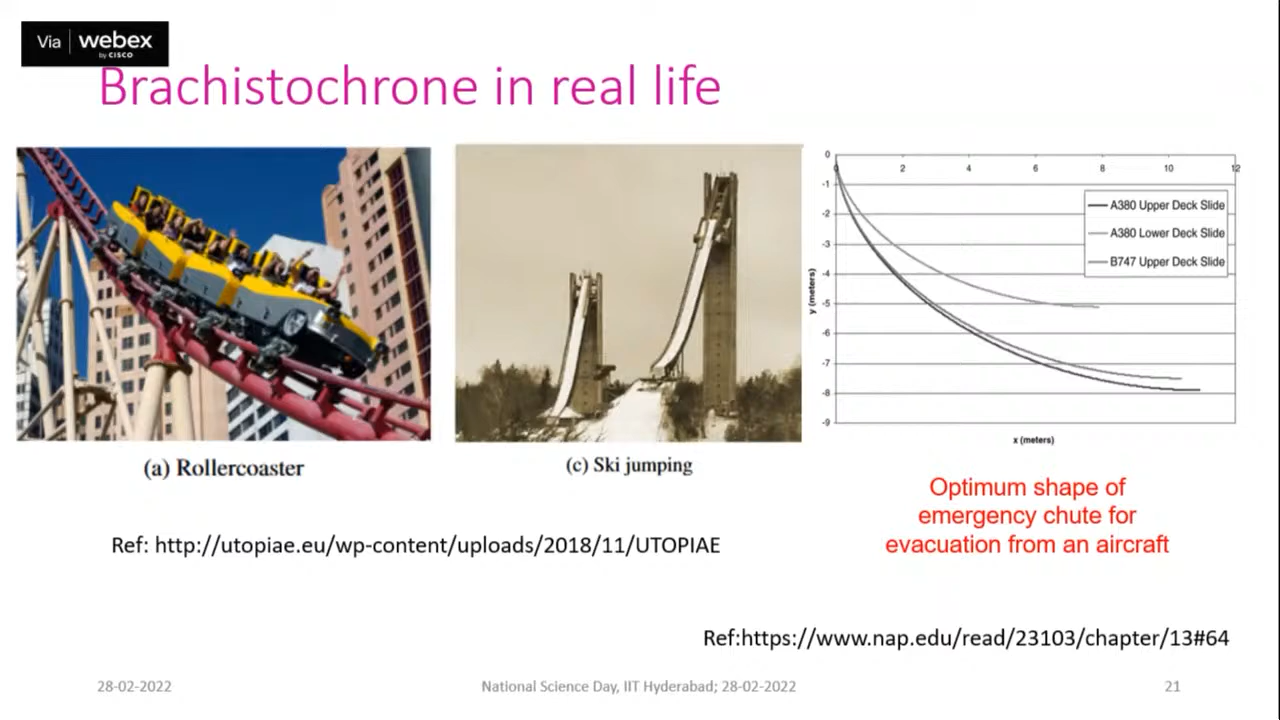 Via webex
by CISCO
Brachistochrone in real life
(a) Rollercoaster
(c) Ski jumping
0
-1
-2
-3
-4
-5
-6
-7
-8
-9
0 2 4 6 8 10 12
y (meters)
x (meters)
A380 Upper Deck Slide
A380 Lower Deck Slide
B747 Upper Deck Slide
Optimum shape of
emergency chute for
evacuation from an aircraft
Ref: http://utopiae.eu/wp-content/uploads/2018/11/UTOPIAE
Ref:https://www.nap.edu/read/23103/chapter/13#64
28-02-2022
National Science Day, IIT Hyderabad; 28-02-2022
21